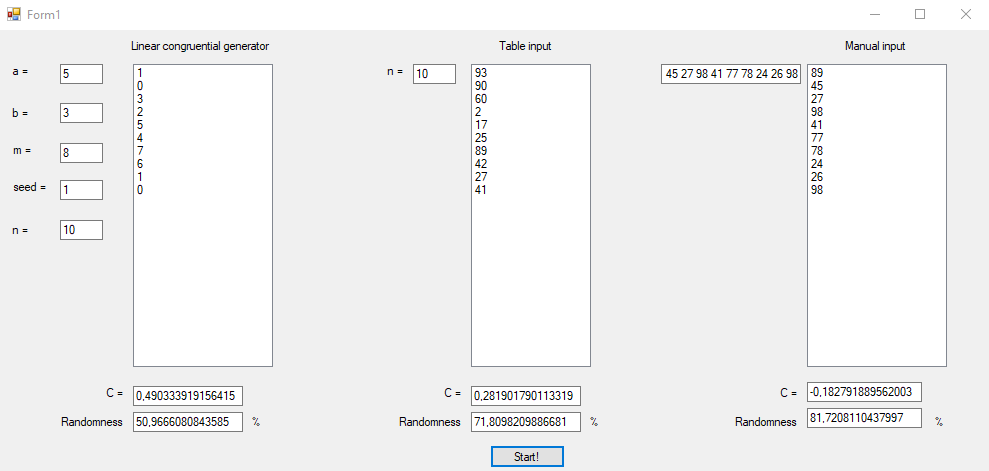 Form1
Linear congruential generator
a = 5
b = 3
m = 8
seed = 1
n = 10
1
0
3
2
5
4
7
6
1
0
C = 0,490333919156415
Randomness 50,9666080843585 %
Table input
n = 10
93
90
60
2
17
25
89
42
27
41
C = 0,281901790113319
Randomness 71,8098209886681 %
Manual input
45 27 98 41 77 78 24 26 98
89
45
27
98
41
77
78
24
26
98
C = -0,182791889562003
Randomness 81,7208110437997 %
Start!